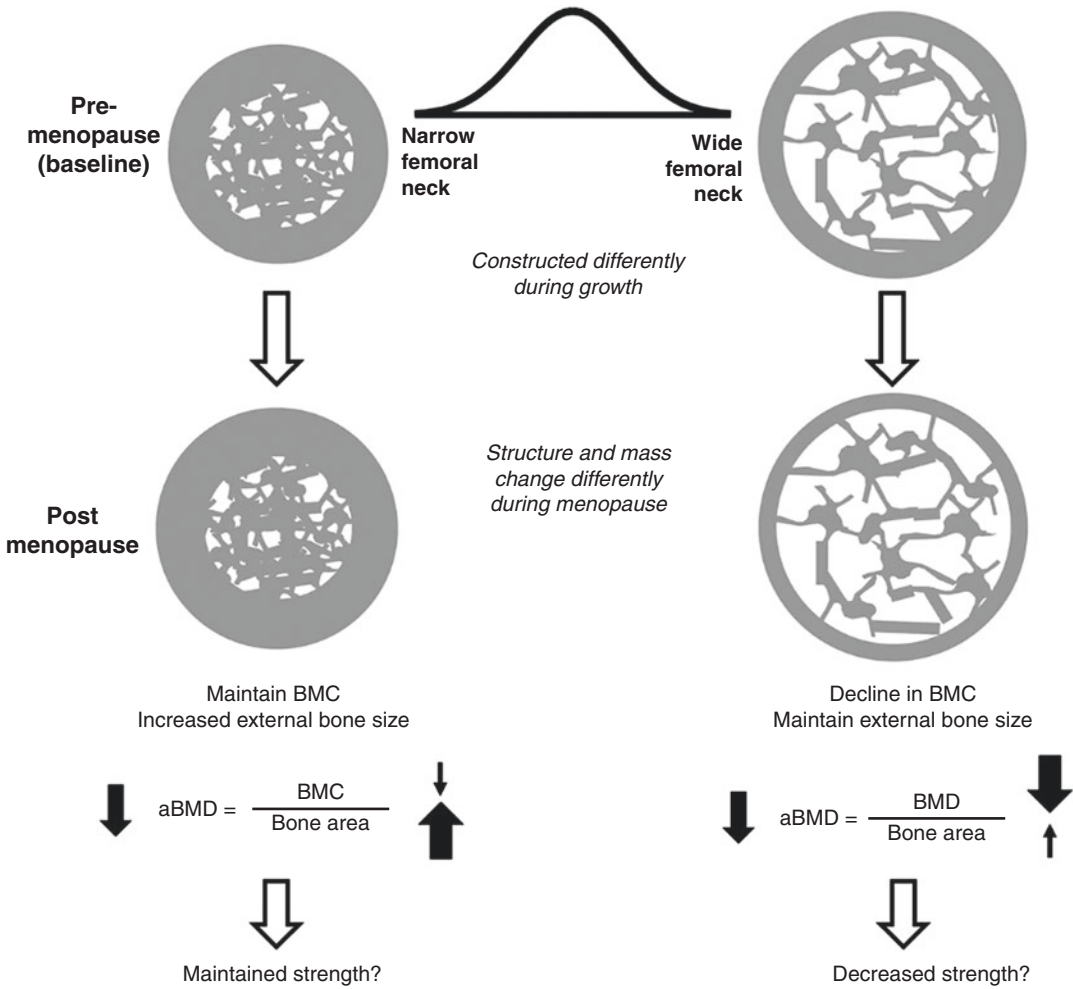 Pre-
menopause
(baseline)
Narrow
femoral
neck
Wide
femoral
neck
Constructed differently
during growth
Post
menopause
Structure and mass
change differently
during menopause
Maintain BMC
Increased external bone size
Decline in BMC
Maintain external bone size
aBMD = BMC
Bone area
aBMD = BMD
Bone area
Maintained strength?
Decreased strength?